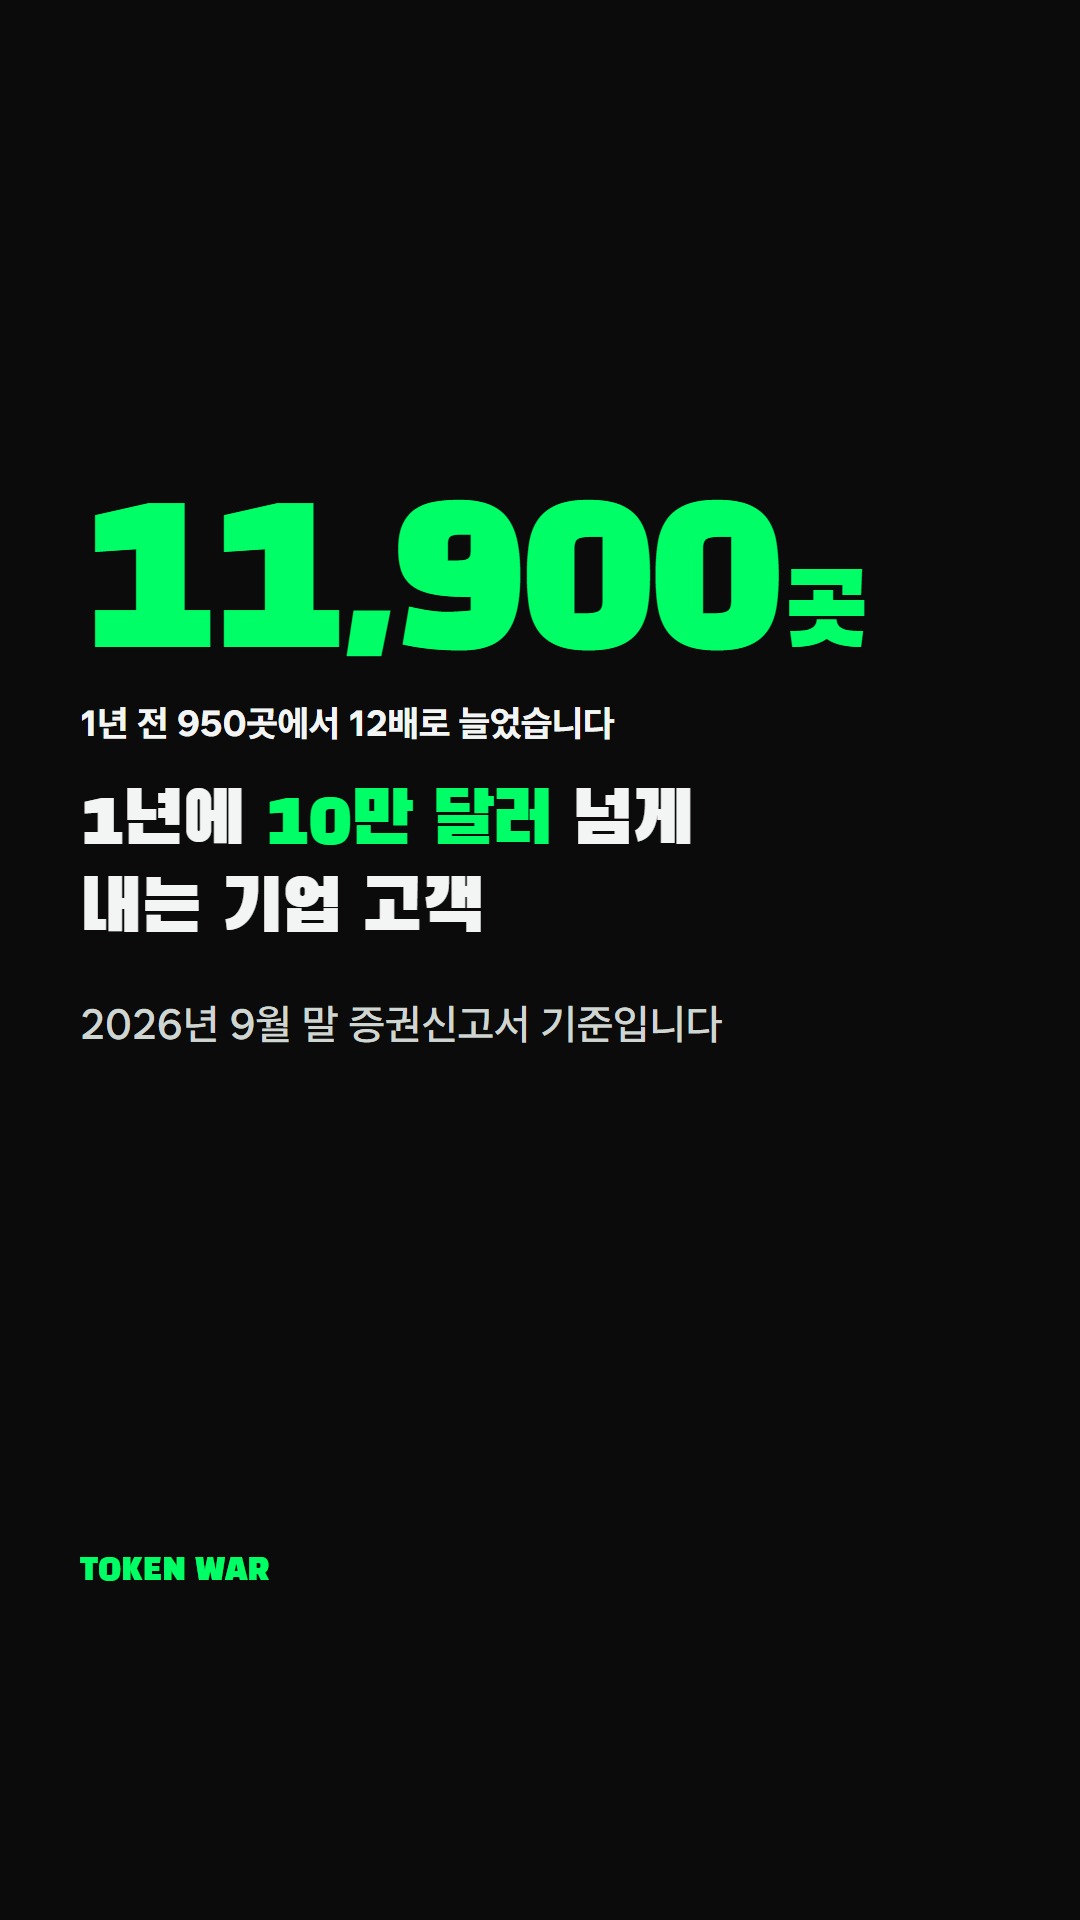 11,900곳
1년 전 950곳에서 12배로 늘었습니다
1년에 10만 달러 넘게
내는 기업 고객
2026년 9월 말 증권신고서 기준입니다
TOKEN WAR